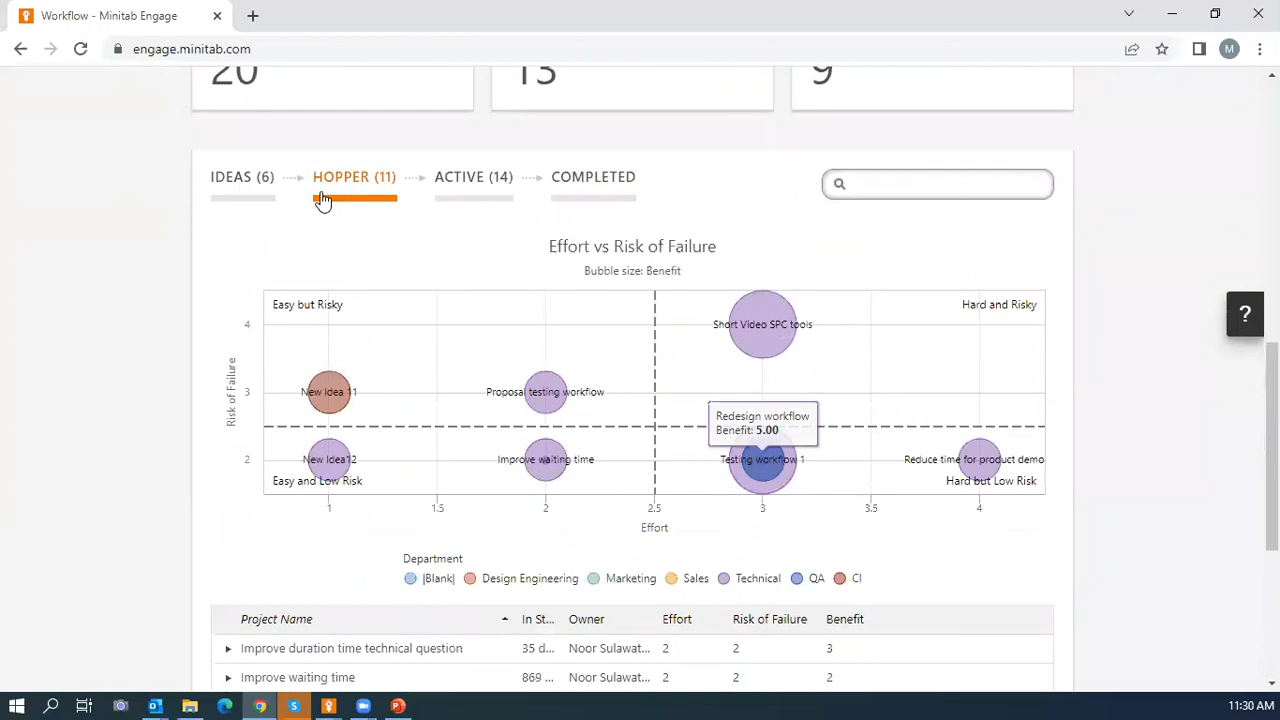 Workflow - Minitab Engage
engage.minitab.com
M
20
13
9
IDEAS (6)
HOPPER (11)
ACTIVE (14)
COMPLETED
Effort vs Risk of Failure
Bubble size: Benefit
Easy but Risky
Hard and Risky
Short Video SPC tools
4
New Idea 11
Proposal testing workflow
3
Redesign workflow
Benefit: 5.00
Risk of Failure
New Idea12
Improve waiting time
Testing workflow 1
Reduce time for product demo
2
Easy and Low Risk
Hard but Low Risk
1
1.5
2
2.5
3
3.5
4
Effort
?
Department
|Blank| Design Engineering Marketing Sales Technical QA CI
Project Name In St... Owner Effort Risk of Failure Benefit
Improve duration time technical question 35 d... Noor Sulawat... 2 2 3
Improve waiting time 869 ... Noor Sulawat... 2 2 2
11:30 AM